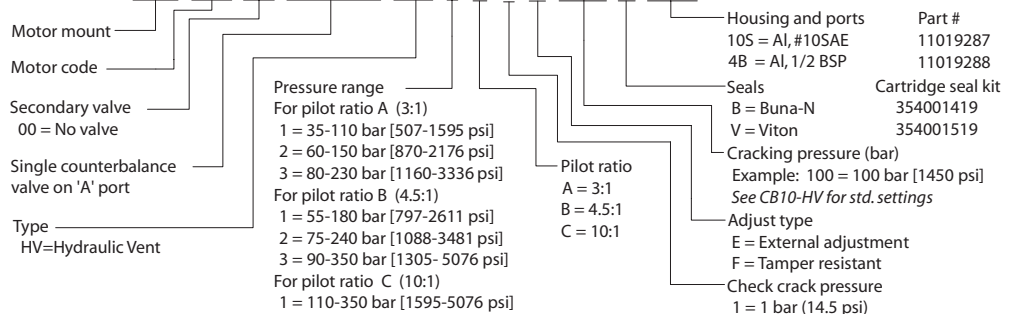 Motor mount
Motor code
Secondary valve
00 = No valve
Single counterbalance
valve on 'A' port
Type
HV=Hydraulic Vent
Pressure range
For pilot ratio A (3:1)
1 = 35-110 bar [507-1595 psi]
2 = 60-150 bar [870-2176 psi]
3 = 80-230 bar [1160-3336 psi]
For pilot ratio B (4.5:1)
1 = 55-180 bar [797-2611 psi]
2 = 75-240 bar [1088-3481 psi]
3 = 90-350 bar [1305- 5076 psi]
For pilot ratio C (10:1)
1 = 110-350 bar [1595-5076 psi]
Pilot ratio
A = 3:1
B = 4.5:1
C = 10:1
Housing and ports Part #
10S = Al, #10SAE 11019287
4B = Al, 1/2 BSP 11019288
Seals Cartridge seal kit
B = Buna-N 354001419
V = Viton 354001519
Cracking pressure (bar)
Example: 100 = 100 bar [1450 psi]
See CB10-HV for std. settings
Adjust type
E = External adjustment
F = Tamper resistant
Check crack pressure
1 = 1 bar (14.5 psi)